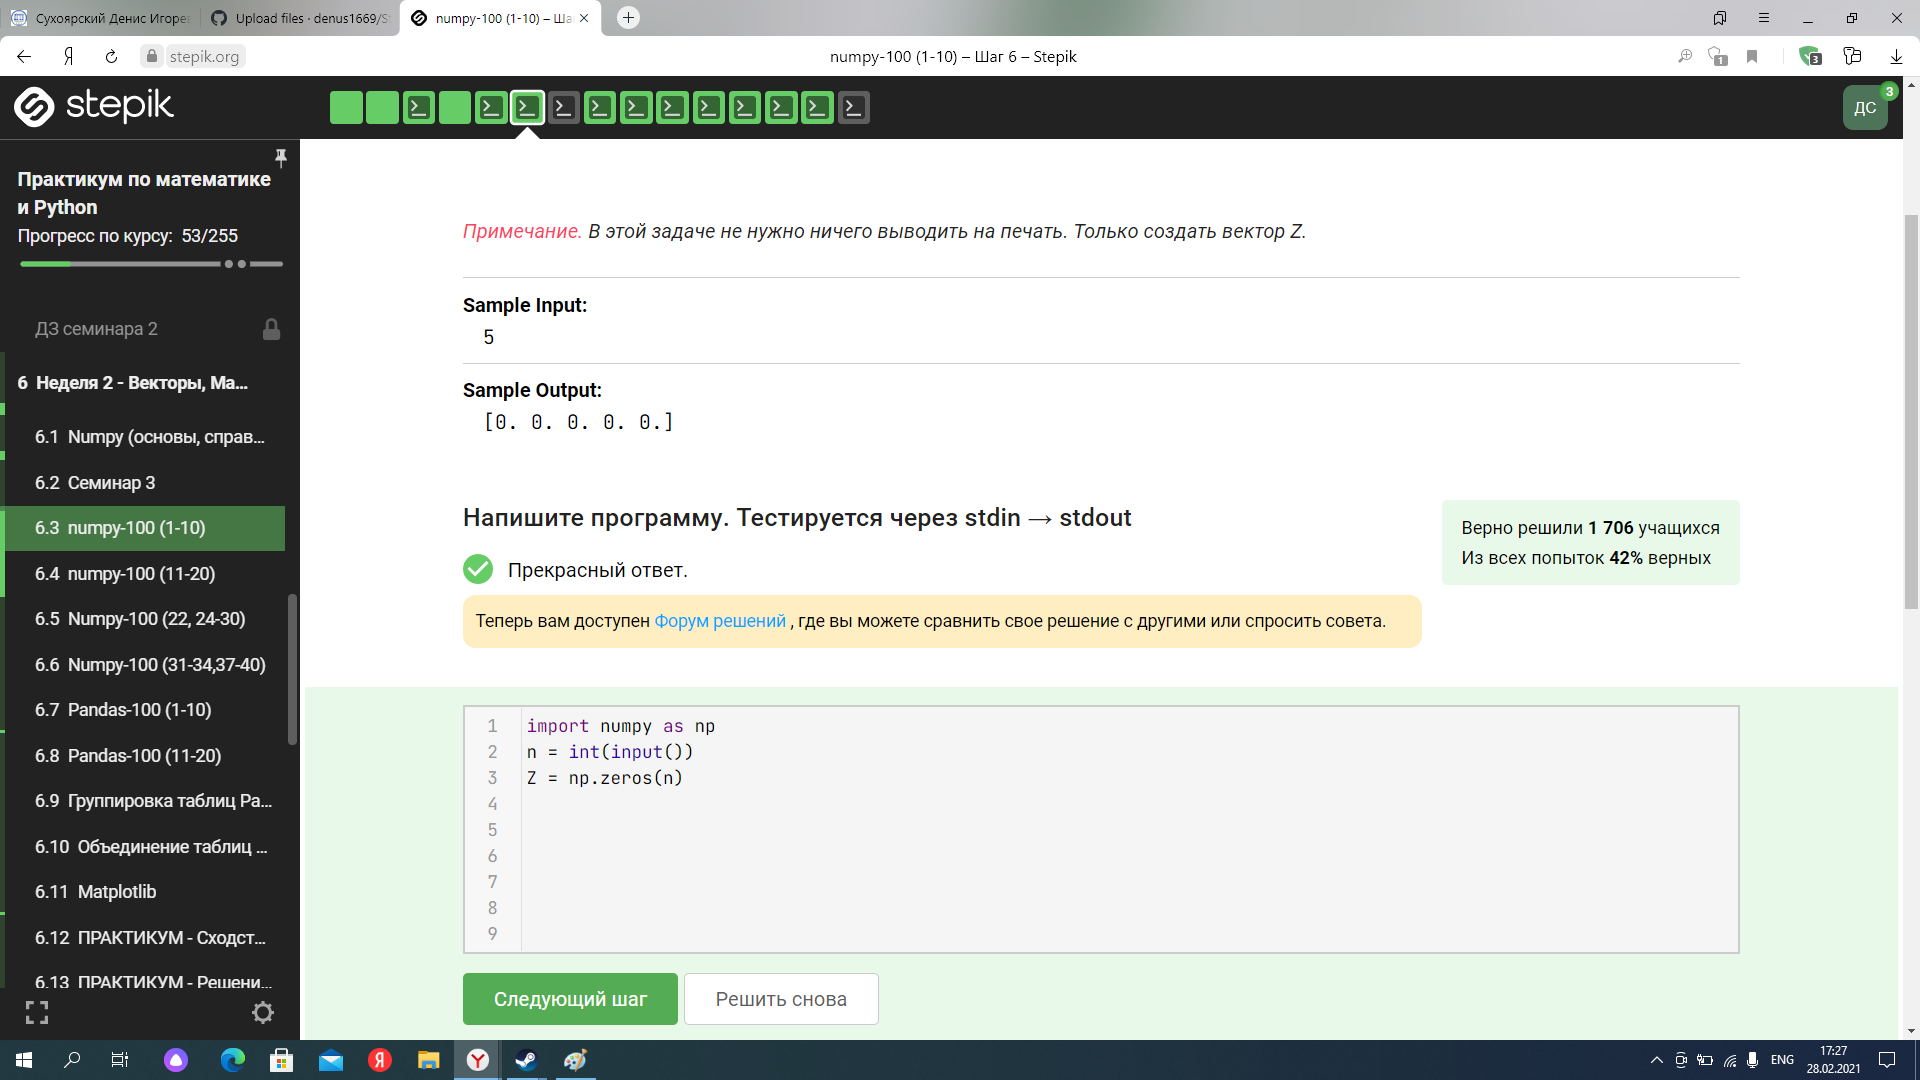 Сухоярский Денис Игорев
Upload files · denus1669/S
numpy-100 (1-10) – Ша
stepik.org
numpy-100 (1-10) – Шаг 6 – Stepik
1
3
stepik
ДС
3
Практикум по математике
и Python
Прогресс по курсу: 53/255
ДЗ семинара 2
6 Неделя 2 - Векторы, Ма...
6.1 Numpy (основы, справ...
6.2 Семинар 3
6.3 numpy-100 (1-10)
6.4 numpy-100 (11-20)
6.5 Numpy-100 (22, 24-30)
6.6 Numpy-100 (31-34,37-40)
6.7 Pandas-100 (1-10)
6.8 Pandas-100 (11-20)
6.9 Группировка таблиц Pa...
6.10 Объединение таблиц ...
6.11 Matplotlib
6.12 ПРАКТИКУМ - Сходст...
6.13 ПРАКТИКУМ - Решени...
Примечание. В этой задаче не нужно ничего выводить на печать. Только создать вектор Z.
Sample Input:
5
Sample Output:
[0. 0. 0. 0. 0.]
Напишите программу. Тестируется через stdin → stdout
Верно решили 1 706 учащихся
Из всех попыток 42% верных
Прекрасный ответ.
Теперь вам доступен Форум решений , где вы можете сравнить свое решение с другими или спросить совета.
1 import numpy as np
2 n = int(input())
3 Z = np.zeros(n)
4
5
6
7
8
9
Следующий шаг
Решить снова
ENG
17:27
28.02.2021